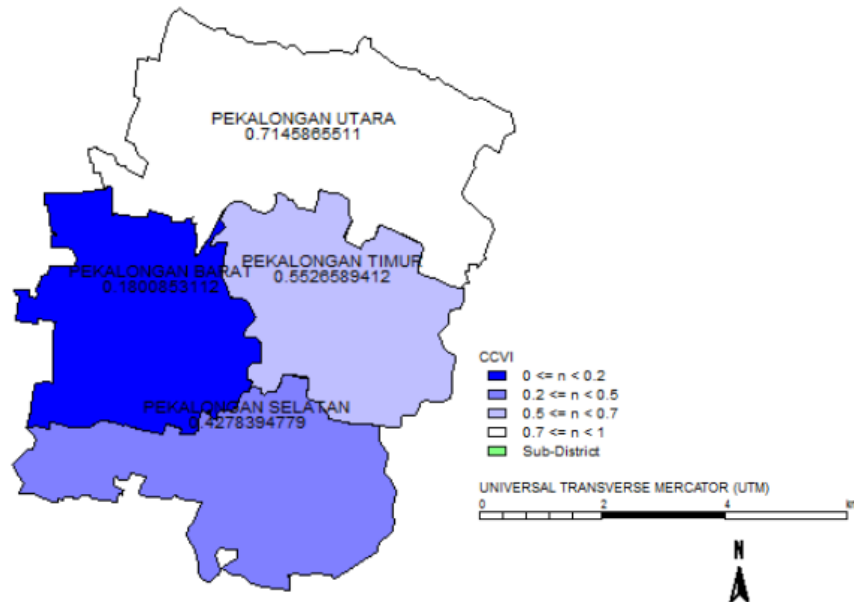 PEKALONGAN UTARA
0.7145865511
PEKALONGAN BARAT
0.1800853112
PEKALONGAN TIMUR
0.5526589412
PEKALONGAN SELATAN
0.4278394779
CCVI
0 <= n < 0.2
0.2 <= n < 0.5
0.5 <= n < 0.7
0.7 <= n < 1
Sub-District
UNIVERSAL TRANSVERSE MERCATOR (UTM)
0 2 4
N